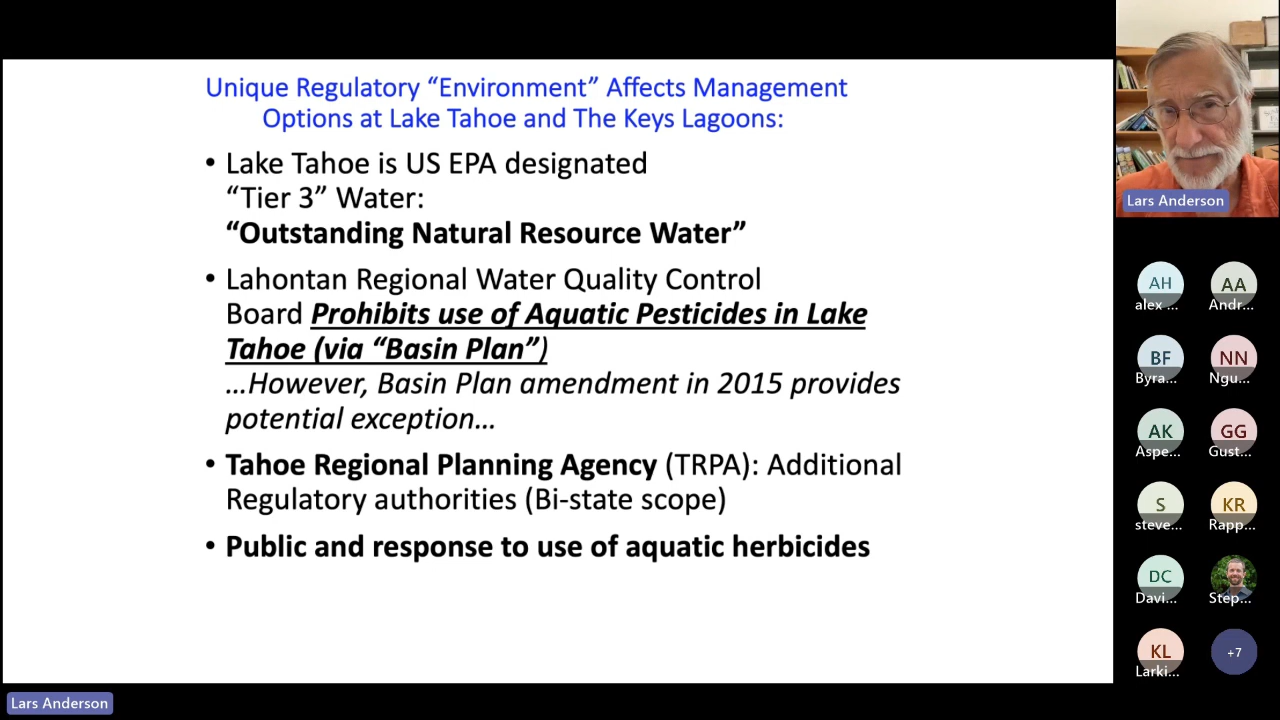 Unique Regulatory “Environment” Affects Management
Options at Lake Tahoe and The Keys Lagoons:
• Lake Tahoe is US EPA designated
“Tier 3” Water:
“Outstanding Natural Resource Water”
• Lahontan Regional Water Quality Control
Board Prohibits use of Aquatic Pesticides in Lake
Tahoe (via “Basin Plan”)
…However, Basin Plan amendment in 2015 provides
potential exception…
• Tahoe Regional Planning Agency (TRPA): Additional
Regulatory authorities (Bi-state scope)
• Public and response to use of aquatic herbicides
Lars Anderson
Lars Anderson
AH
alex ...
AA
Andr...
BF
Byra...
NN
Ngu...
AK
Aspe...
GG
Gust...
S
steve...
KR
Rapp...
DC
Davi...
Step...
KL
Larki...
+7